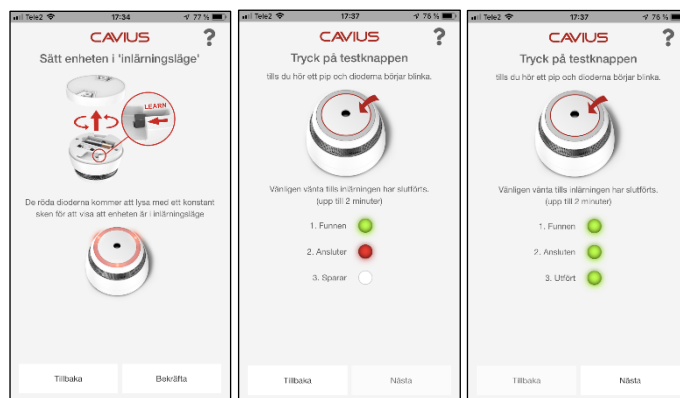 Tele2 17:34 77 %
CAVIUS ?
Sätt enheten i 'inlärningsläge'
LEARN
De röda dioderna kommer att lysa med ett konstant
sken för att visa att enheten är i inlärningsläge
Tillbaka Bekräfta
Tele2 17:37 76 %
CAVIUS ?
Tryck på testknappen
tills du hör ett pip och dioderna börjar blinka.
Vänligen vänta tills inlärningen har slutförts.
(upp till 2 minuter)
1. Funnen
2. Ansluter
3. Sparar
Tillbaka Nästa
Tele2 17:37 76 %
CAVIUS ?
Tryck på testknappen
tills du hör ett pip och dioderna börjar blinka.
Vänligen vänta tills inlärningen har slutförts.
(upp till 2 minuter)
1. Funnen
2. Ansluten
3. Utfört
Tillbaka Nästa